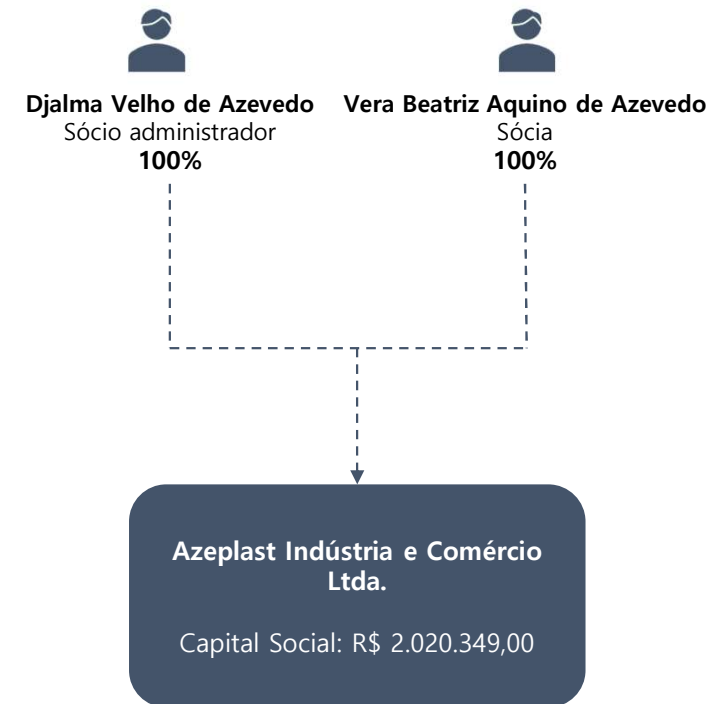 Djalma Velho de Azevedo
Sócio administrador
100%
Vera Beatriz Aquino de Azevedo
Sócia
100%
Azeplast Indústria e Comércio
Ltda.
Capital Social: R$ 2.020.349,00